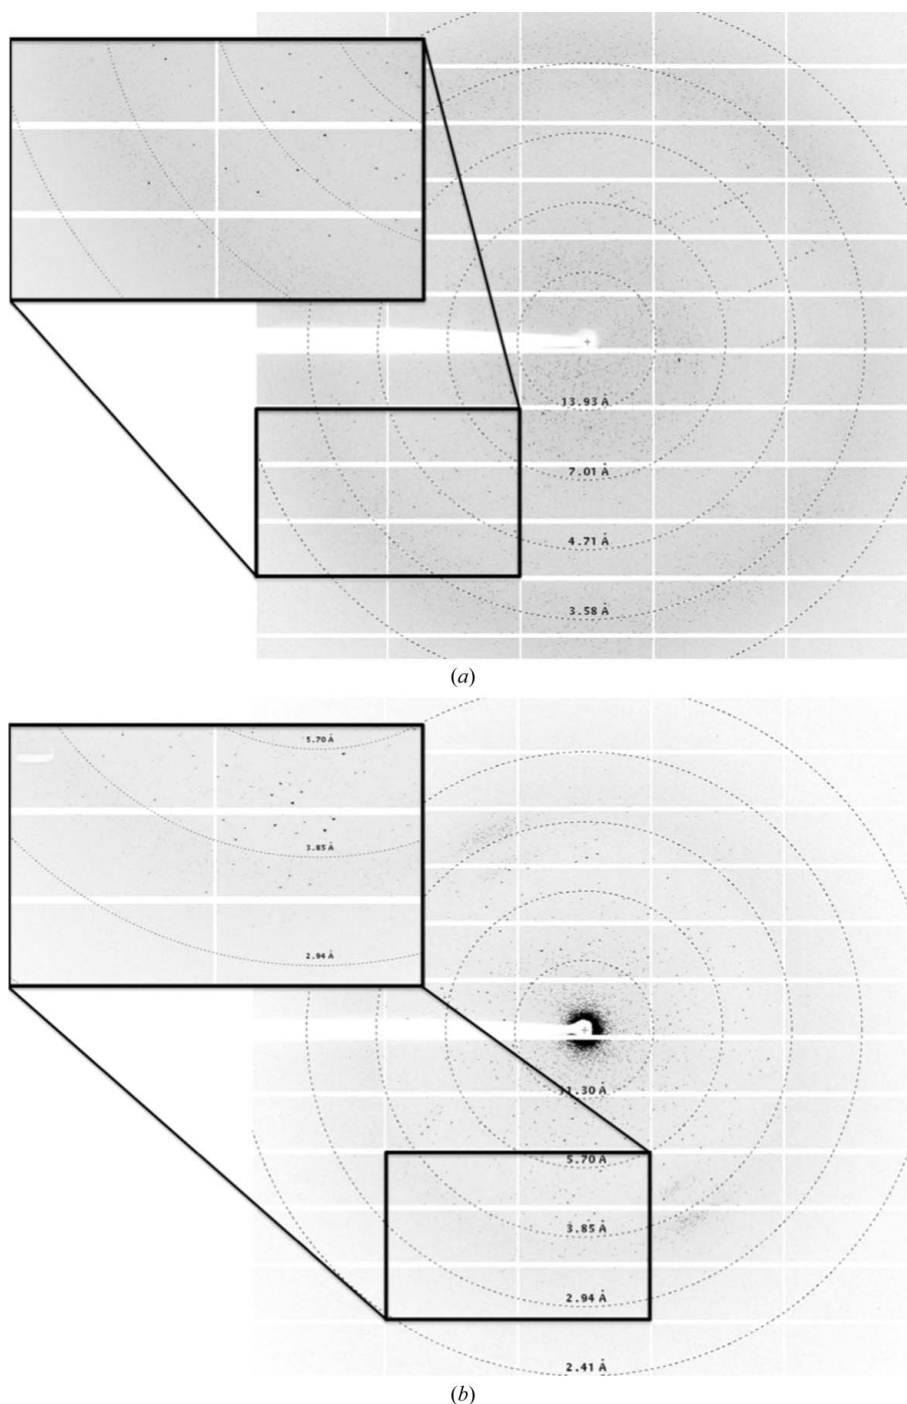 13.93 Å
7.01 Å
4.71 Å
3.58 Å
(a)
5.70 Å
3.85 Å
2.94 Å
11.30 Å
5.70 Å
3.85 Å
2.94 Å
2.41 Å
(b)